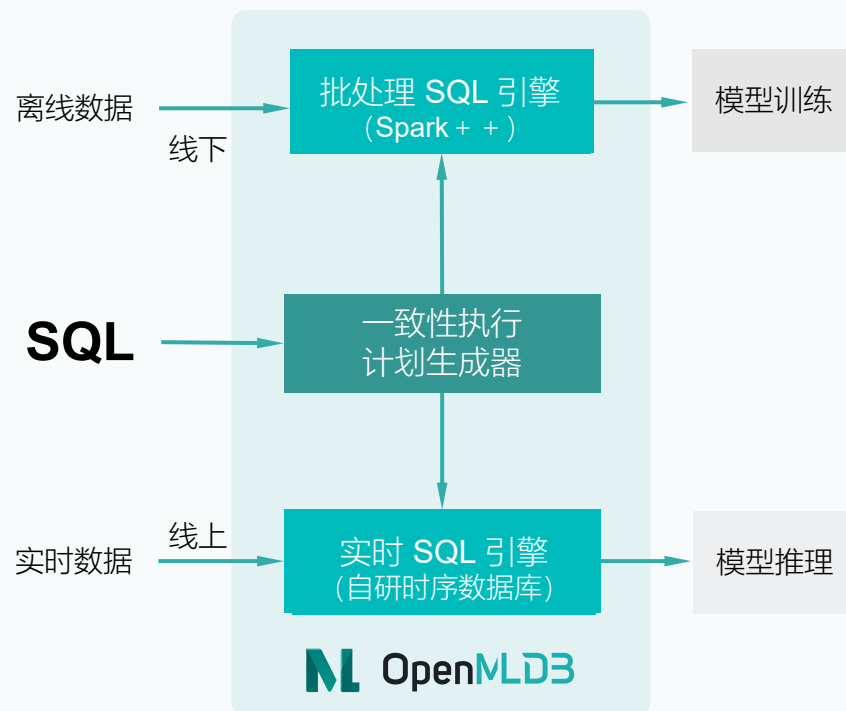 离线数据
线下
批处理 SQL 引擎
（Spark＋＋）
模型训练
SQL
一致性执行
计划生成器
实时数据
线上
实时 SQL 引擎
（自研时序数据库）
模型推理
OpenMLDB